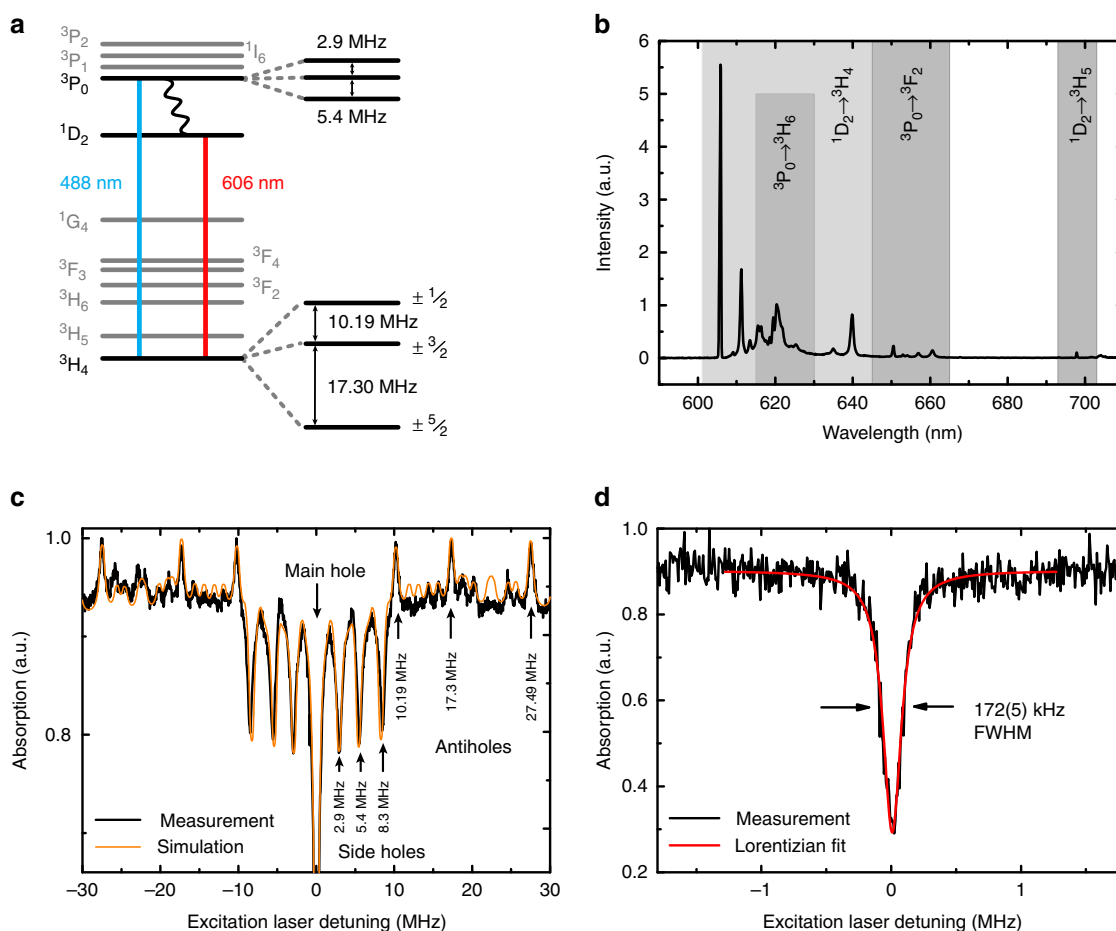 a
³P₂
³P₁
¹I₆
³P₀
2.9 MHz
5.4 MHz
¹D₂
488 nm
606 nm
¹G₄
³F₄
³F₃
³F₂
³H₆
³H₅
³H₄
± 1/2
10.19 MHz
± 3/2
17.30 MHz
± 5/2
b
Intensity (a.u.)
6
5
4
3
2
1
0
³P₀→³H₆
¹D₂→³H₄
³P₀→³F₂
¹D₂→³H₅
600 620 640 660 680 700
Wavelength (nm)
c
Absorption (a.u.)
1.0
0.8
Main hole
10.19 MHz
17.3 MHz
27.49 MHz
Antiholes
2.9 MHz
5.4 MHz
8.3 MHz
Side holes
Measurement
Simulation
–30 –20 –10 0 10 20 30
Excitation laser detuning (MHz)
d
Absorption (a.u.)
1.0
0.8
0.6
0.4
0.2
172(5) kHz
FWHM
Measurement
Lorentizian fit
–1 0 1
Excitation laser detuning (MHz)